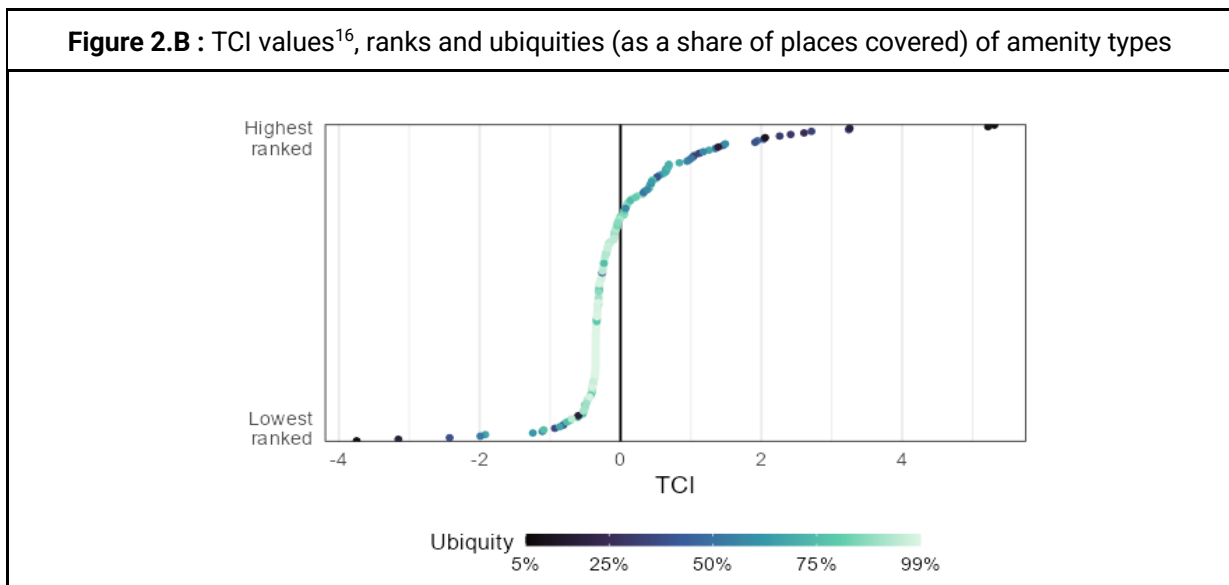 Figure 2.B : TCI values16, ranks and ubiquities (as a share of places covered) of amenity types
Highest
ranked
Lowest
ranked
-4 -2 0 2 4
TCI
Ubiquity
5% 25% 50% 75% 99%